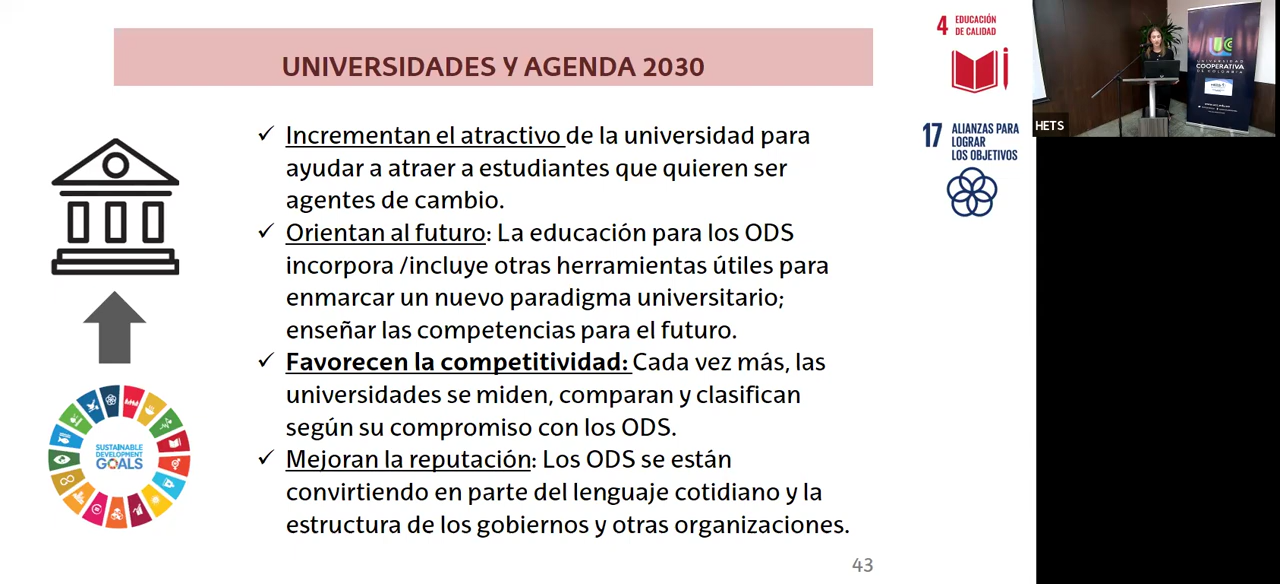 UNIVERSIDADES Y AGENDA 2030
Incrementan el atractivo de la universidad para
ayudar a atraer a estudiantes que quieren ser
agentes de cambio.
Orientan al futuro: La educación para los ODS
incorpora /incluye otras herramientas útiles para
enmarcar un nuevo paradigma universitario;
enseñar las competencias para el futuro.
Favorecen la competitividad: Cada vez más, las
universidades se miden, comparan y clasifican
según su compromiso con los ODS.
Mejoran la reputación: Los ODS se están
convirtiendo en parte del lenguaje cotidiano y la
estructura de los gobiernos y otras organizaciones.
43
SUSTAINABLE
DEVELOPMENT
GOALS
4 EDUCACIÓN
DE CALIDAD
17 ALIANZAS PARA
LOGRAR
LOS OBJETIVOS
UCC
UNIVERSIDAD
COOPERATIVA
DE COLOMBIA
HETS